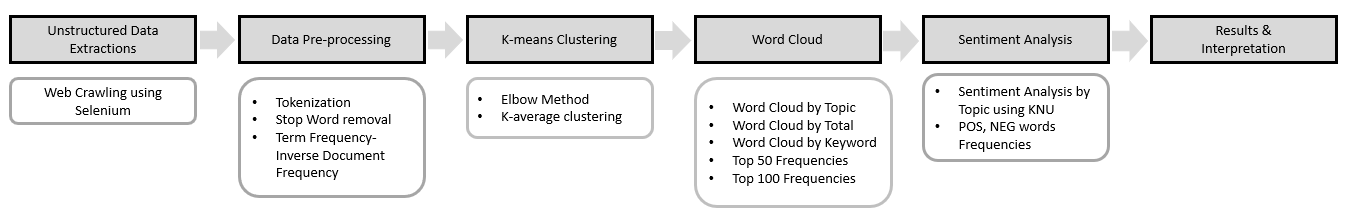 Unstructured Data
Extractions
Web Crawling using
Selenium
Data Pre-processing
• Tokenization
• Stop Word removal
• Term Frequency-
Inverse Document
Frequency
K-means Clustering
• Elbow Method
• K-average clustering
Word Cloud
• Word Cloud by Topic
• Word Cloud by Total
• Word Cloud by Keyword
• Top 50 Frequencies
• Top 100 Frequencies
Sentiment Analysis
• Sentiment Analysis by
Topic using KNU
• POS, NEG words
Frequencies
Results &
Interpretation